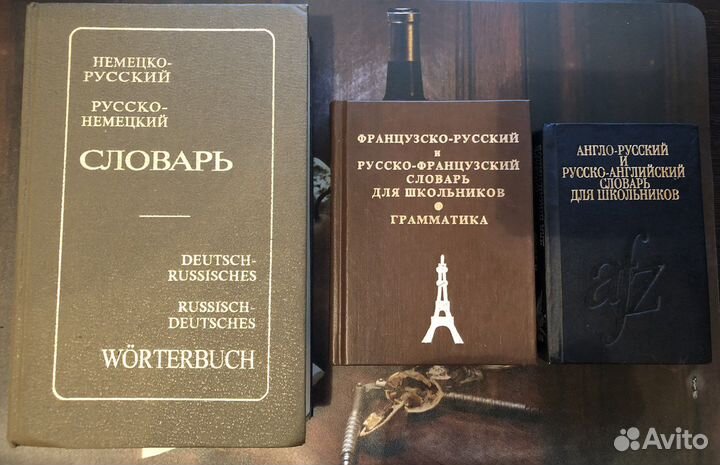 НЕМЕЦКО-
РУССКИЙ
РУССКО-
НЕМЕЦКИЙ
СЛОВАРЬ
DEUTSCH-
RUSSISCHES
RUSSISCH-
DEUTSCHES
WÖRTERBUCH
ФРАНЦУЗСКО-РУССКИЙ
и
РУССКО-ФРАНЦУЗСКИЙ
СЛОВАРЬ
ДЛЯ ШКОЛЬНИКОВ
ГРАММАТИКА
АНГЛО-РУССКИЙ
И
РУССКО-АНГЛИЙСКИЙ
СЛОВАРЬ
ДЛЯ ШКОЛЬНИКОВ
afz
Avito